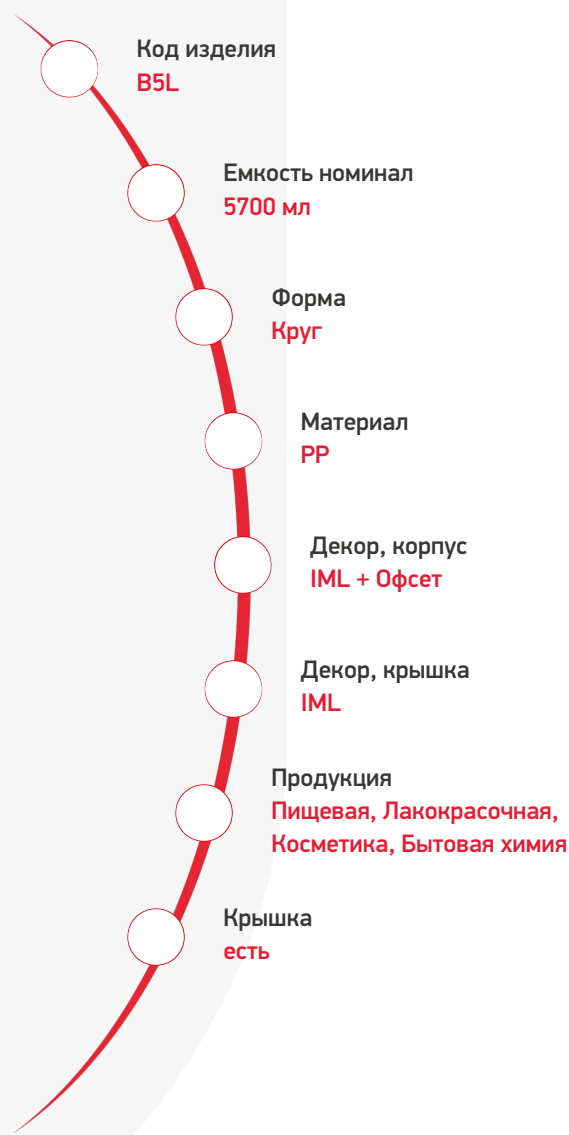 Код изделия
B5L
Емкость номинал
5700 мл
Форма
Круг
Материал
PP
Декор, корпус
IML + Офсет
Декор, крышка
IML
Продукция
Пищевая, Лакокрасочная,
Косметика, Бытовая химия
Крышка
есть